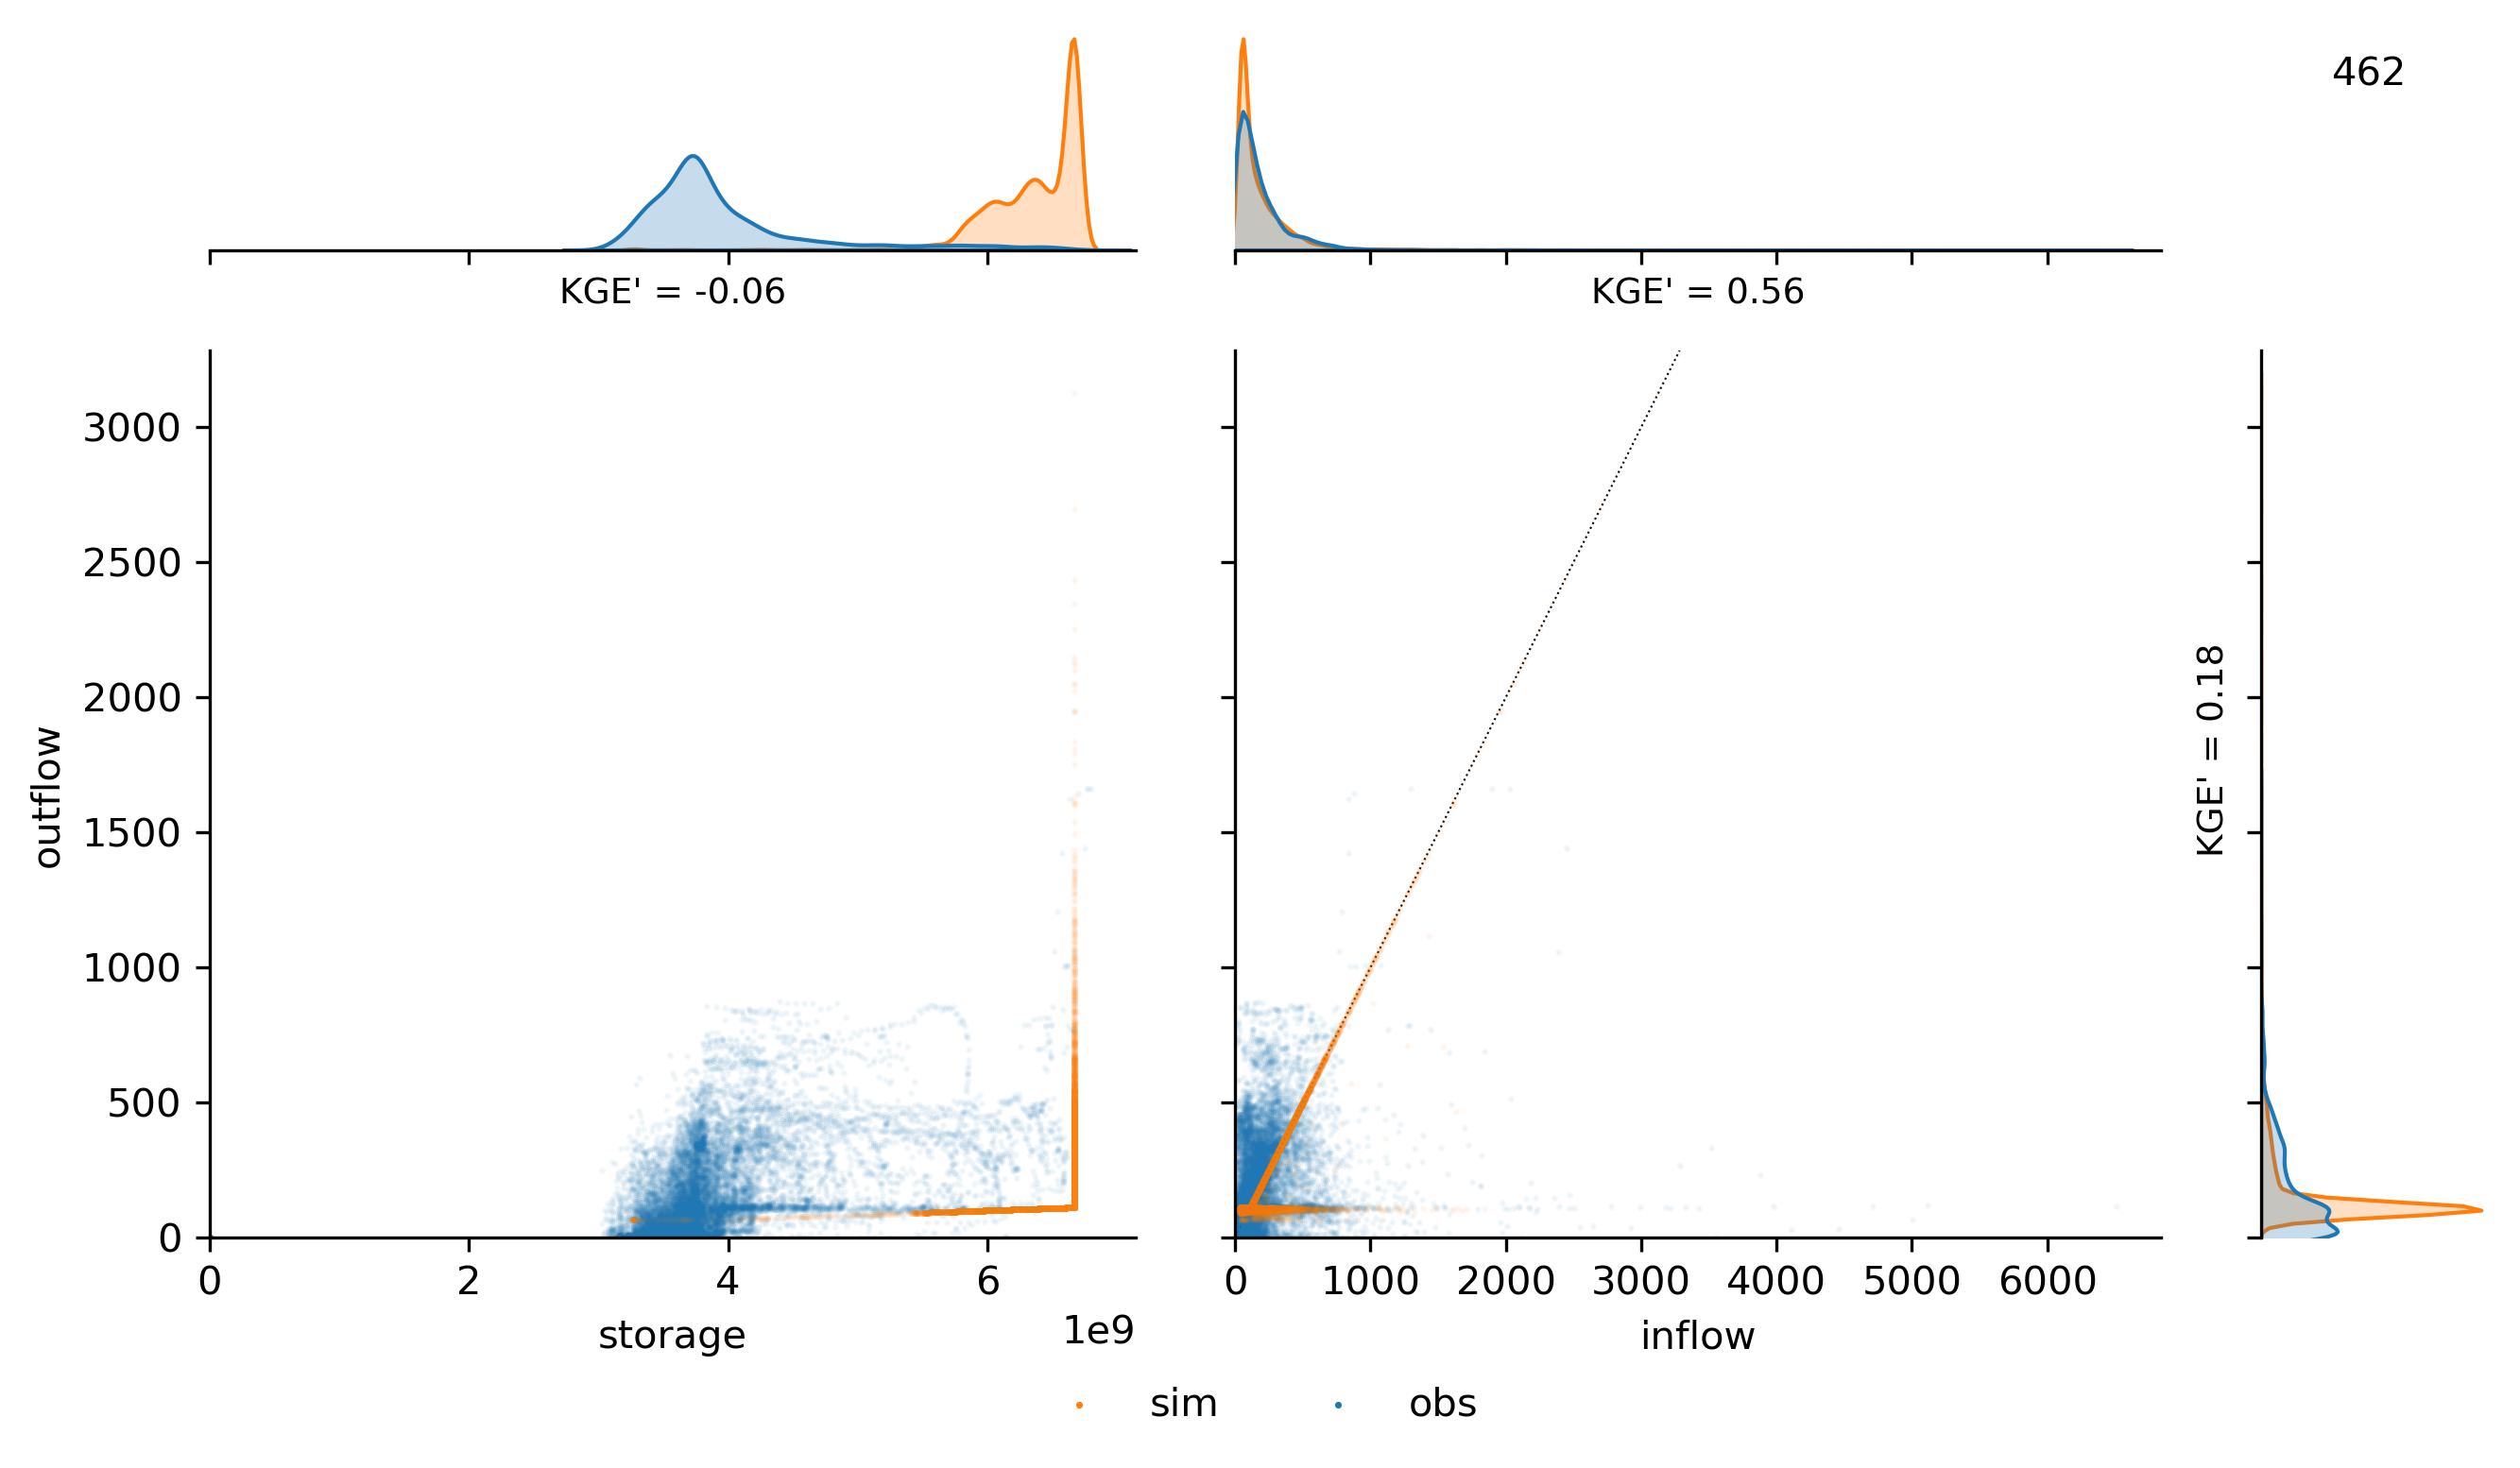 462
KGE' = -0.06
KGE' = 0.56
3000
2500
2000
1500
1000
500
0
outflow
KGE' = 0.18
0 2 4 6
1e9
storage
0 1000 2000 3000 4000 5000 6000
inflow
sim obs